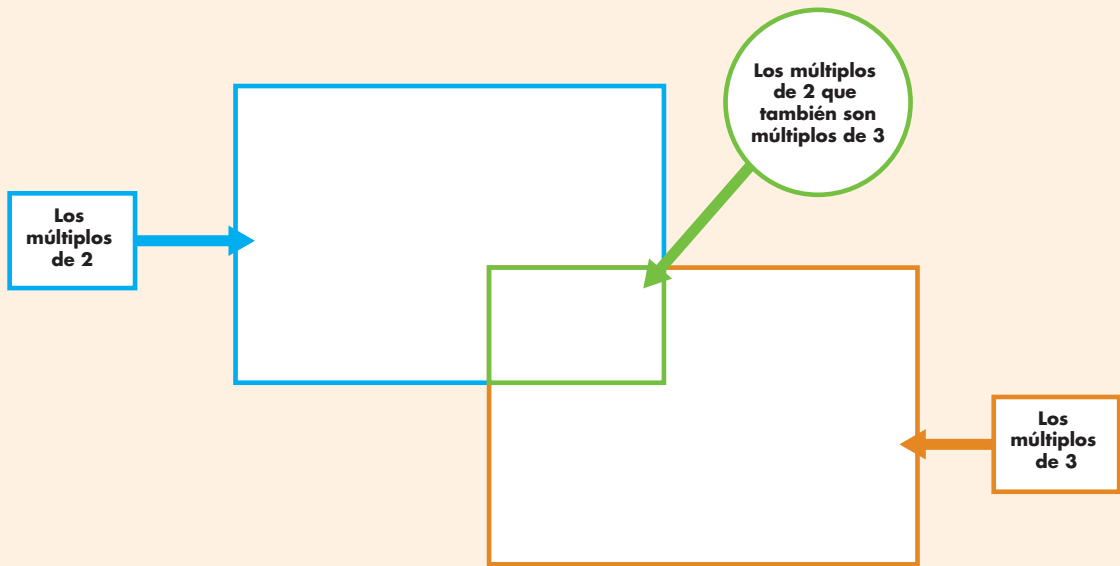 Los múltiplos
de 2 que
también son
múltiplos de 3
Los
múltiplos
de 2
Los
múltiplos
de 3